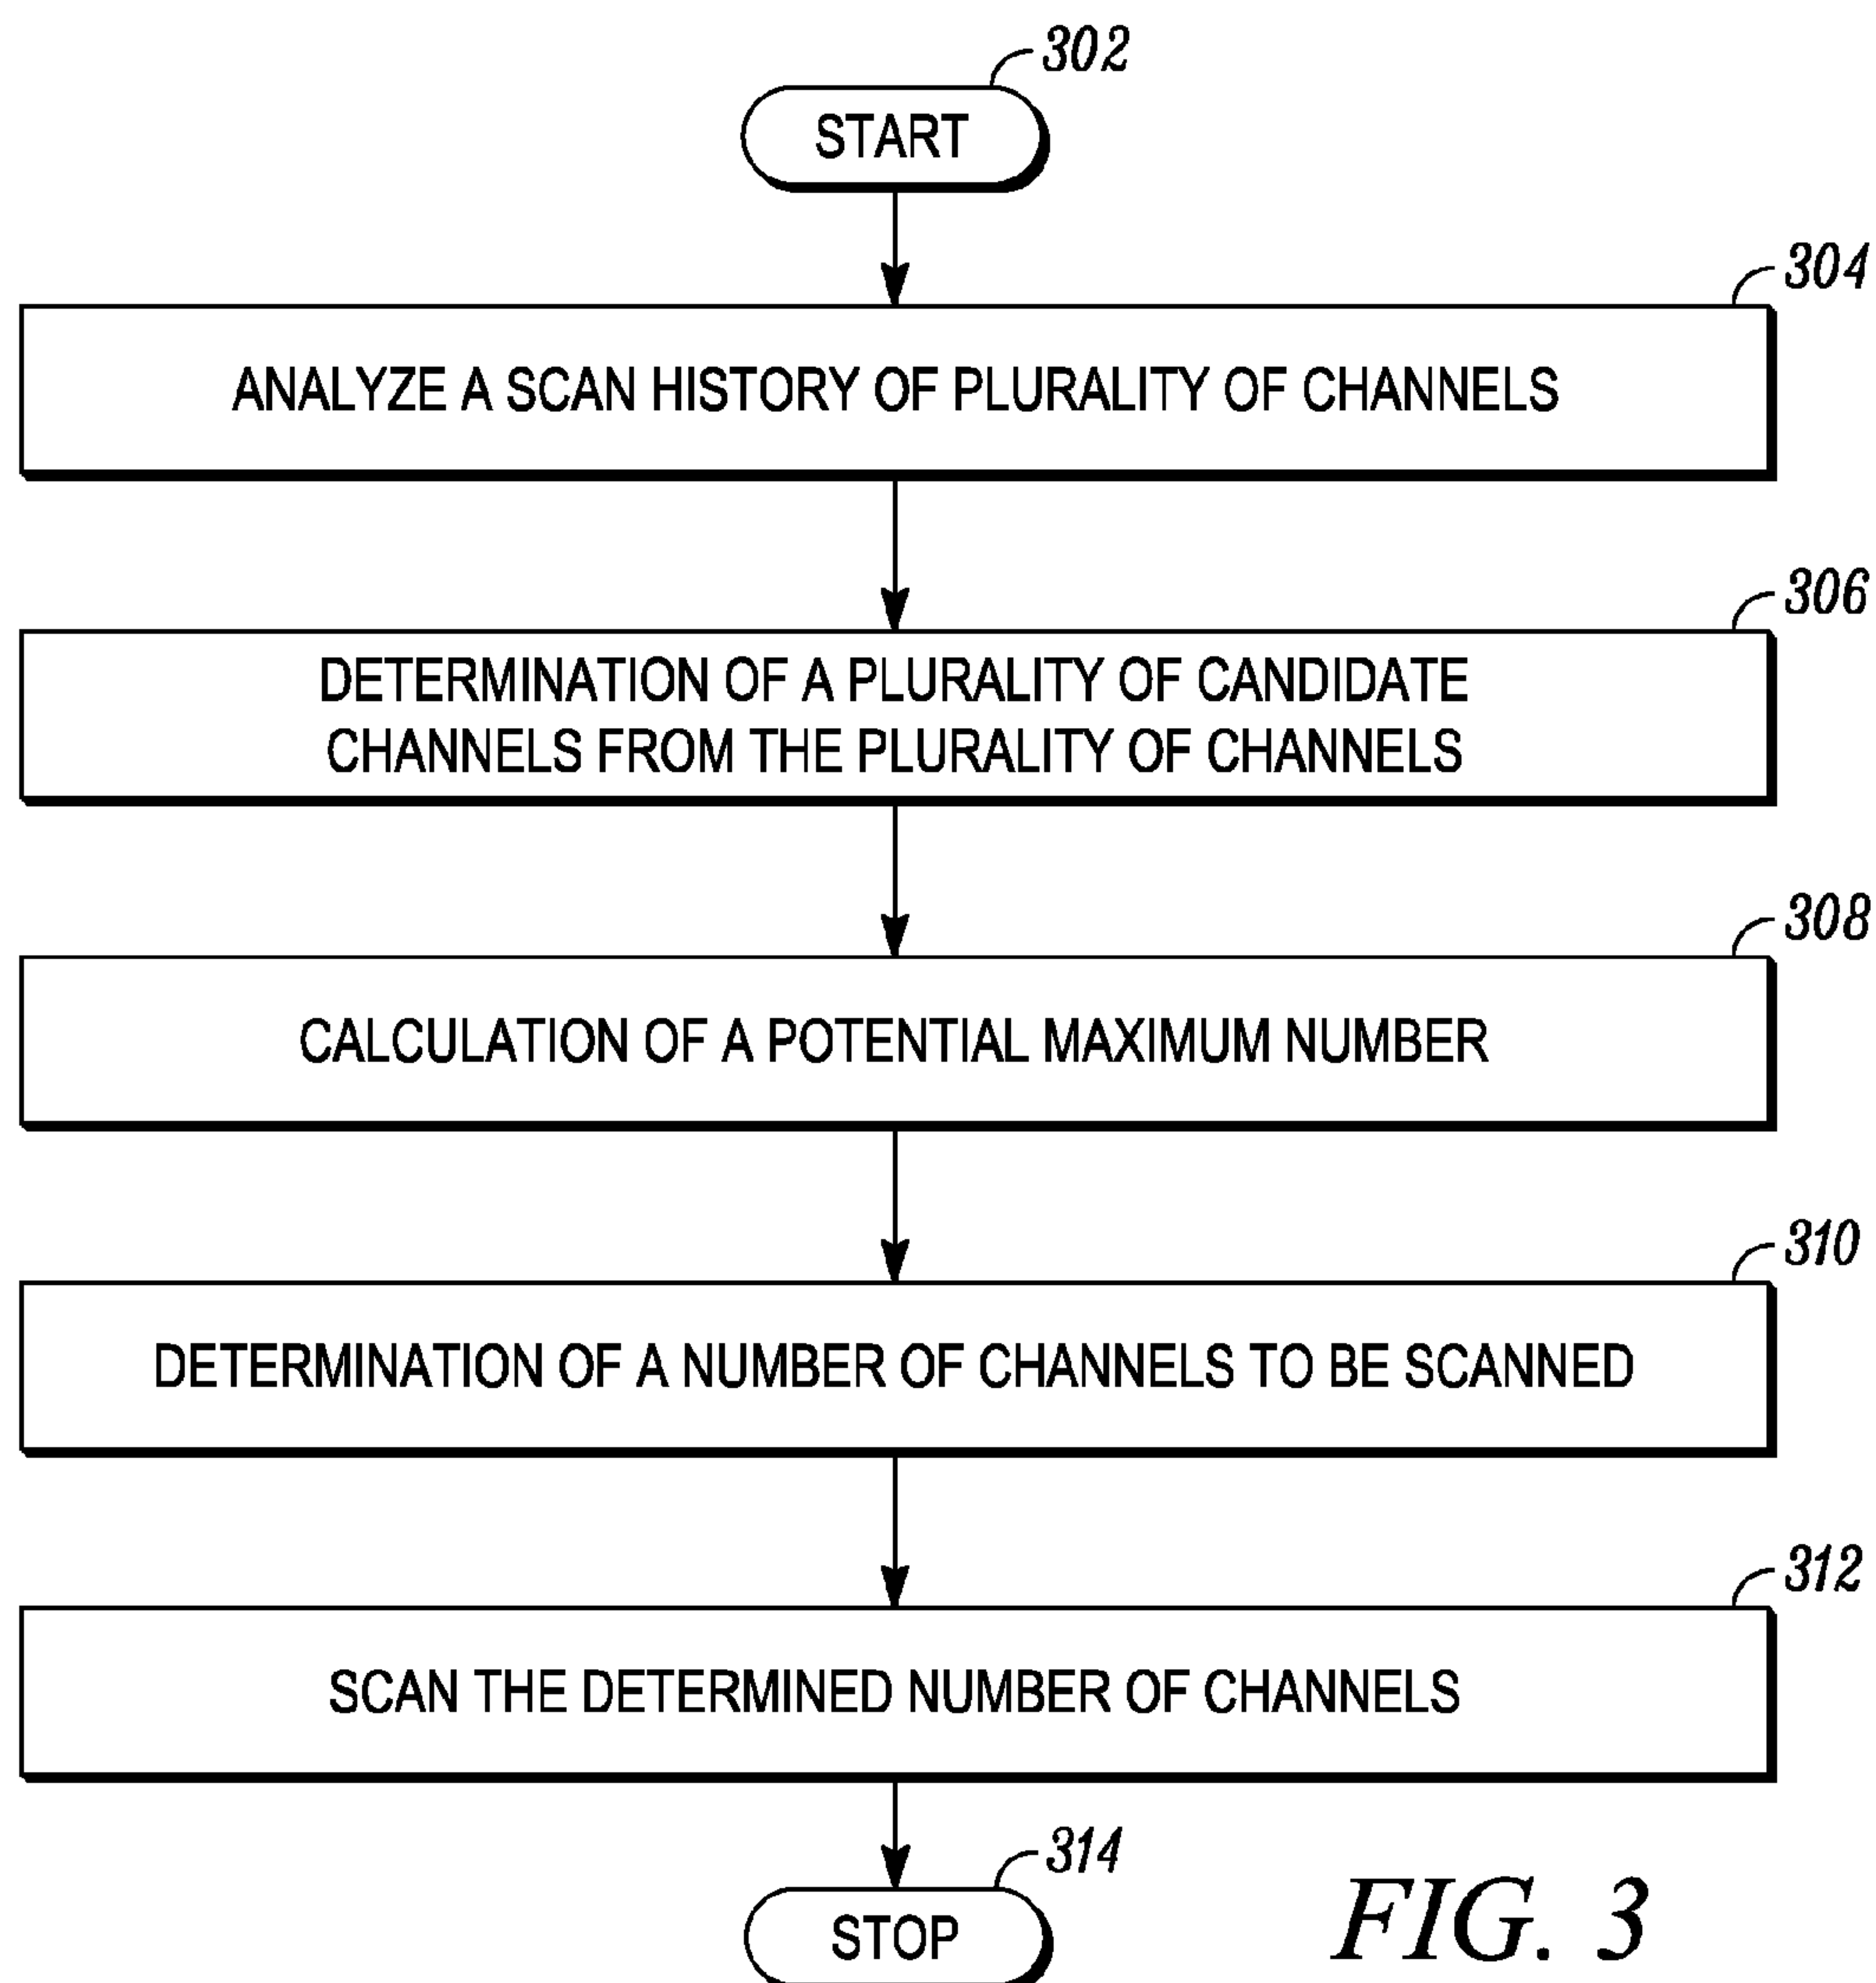 302
START
304
ANALYZE A SCAN HISTORY OF PLURALITY OF CHANNELS
306
DETERMINATION OF A PLURALITY OF CANDIDATE
CHANNELS FROM THE PLURALITY OF CHANNELS
308
CALCULATION OF A POTENTIAL MAXIMUM NUMBER
310
DETERMINATION OF A NUMBER OF CHANNELS TO BE SCANNED
312
SCAN THE DETERMINED NUMBER OF CHANNELS
314
STOP
FIG. 3